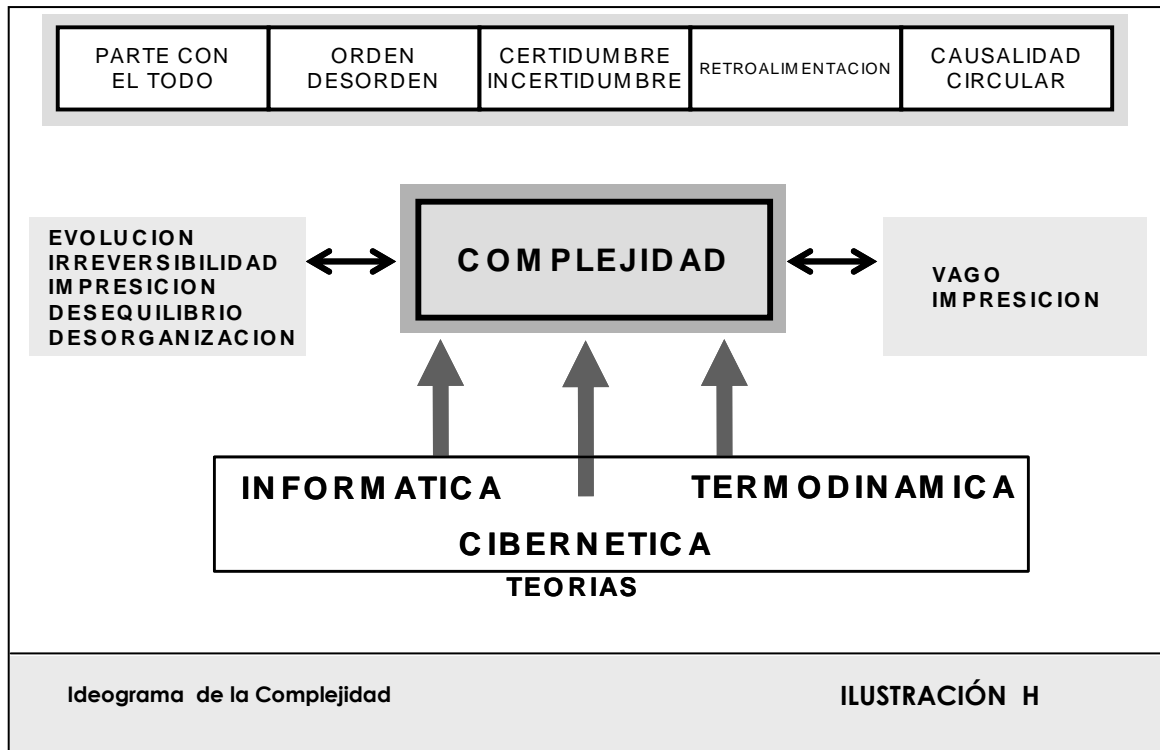 PARTE CON
EL TODO
ORDEN
DESORDEN
CERTIDUMBRE
INCERTIDUMBRE
RETROALIMENTACION
CAUSALIDAD
CIRCULAR
EVOLUCION
IRREVERSIBILIDAD
IMPRESICION
DESEQUILIBRIO
DESORGANIZACION
COMPLEJIDAD
VAGO
IMPRESICION
INFORMATICA
TERMODINAMICA
CIBERNETICA
TEORIAS
Ideograma de la Complejidad
ILUSTRACIÓN H